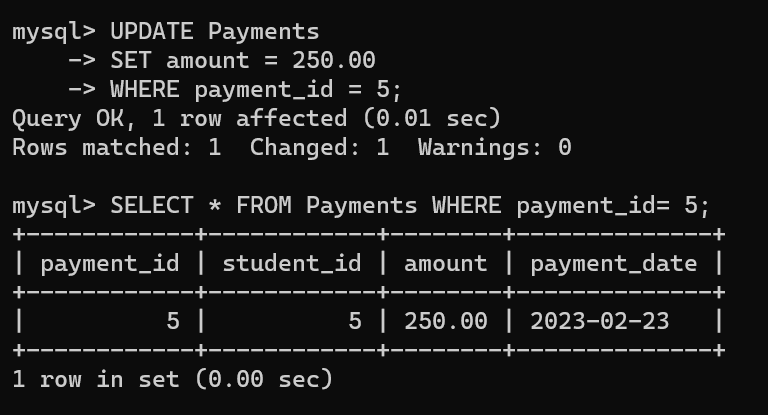 mysql> UPDATE Payments
    -> SET amount = 250.00
    -> WHERE payment_id = 5;
Query OK, 1 row affected (0.01 sec)
Rows matched: 1  Changed: 1  Warnings: 0

mysql> SELECT * FROM Payments WHERE payment_id= 5;
+------------+------------+--------+--------------+
| payment_id | student_id | amount | payment_date |
+------------+------------+--------+--------------+
|          5 |          5 | 250.00 | 2023-02-23   |
+------------+------------+--------+--------------+
1 row in set (0.00 sec)